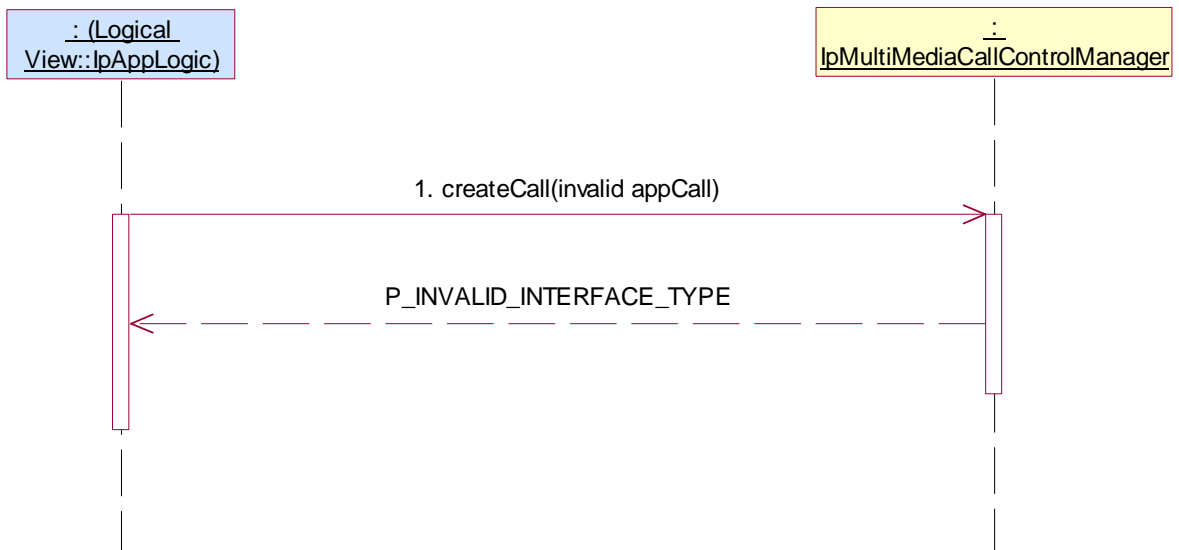 : (Logical
View::IpAppLogic)
:
IpMultiMediaCallControlManager
1. createCall(invalid appCall)
P_INVALID_INTERFACE_TYPE